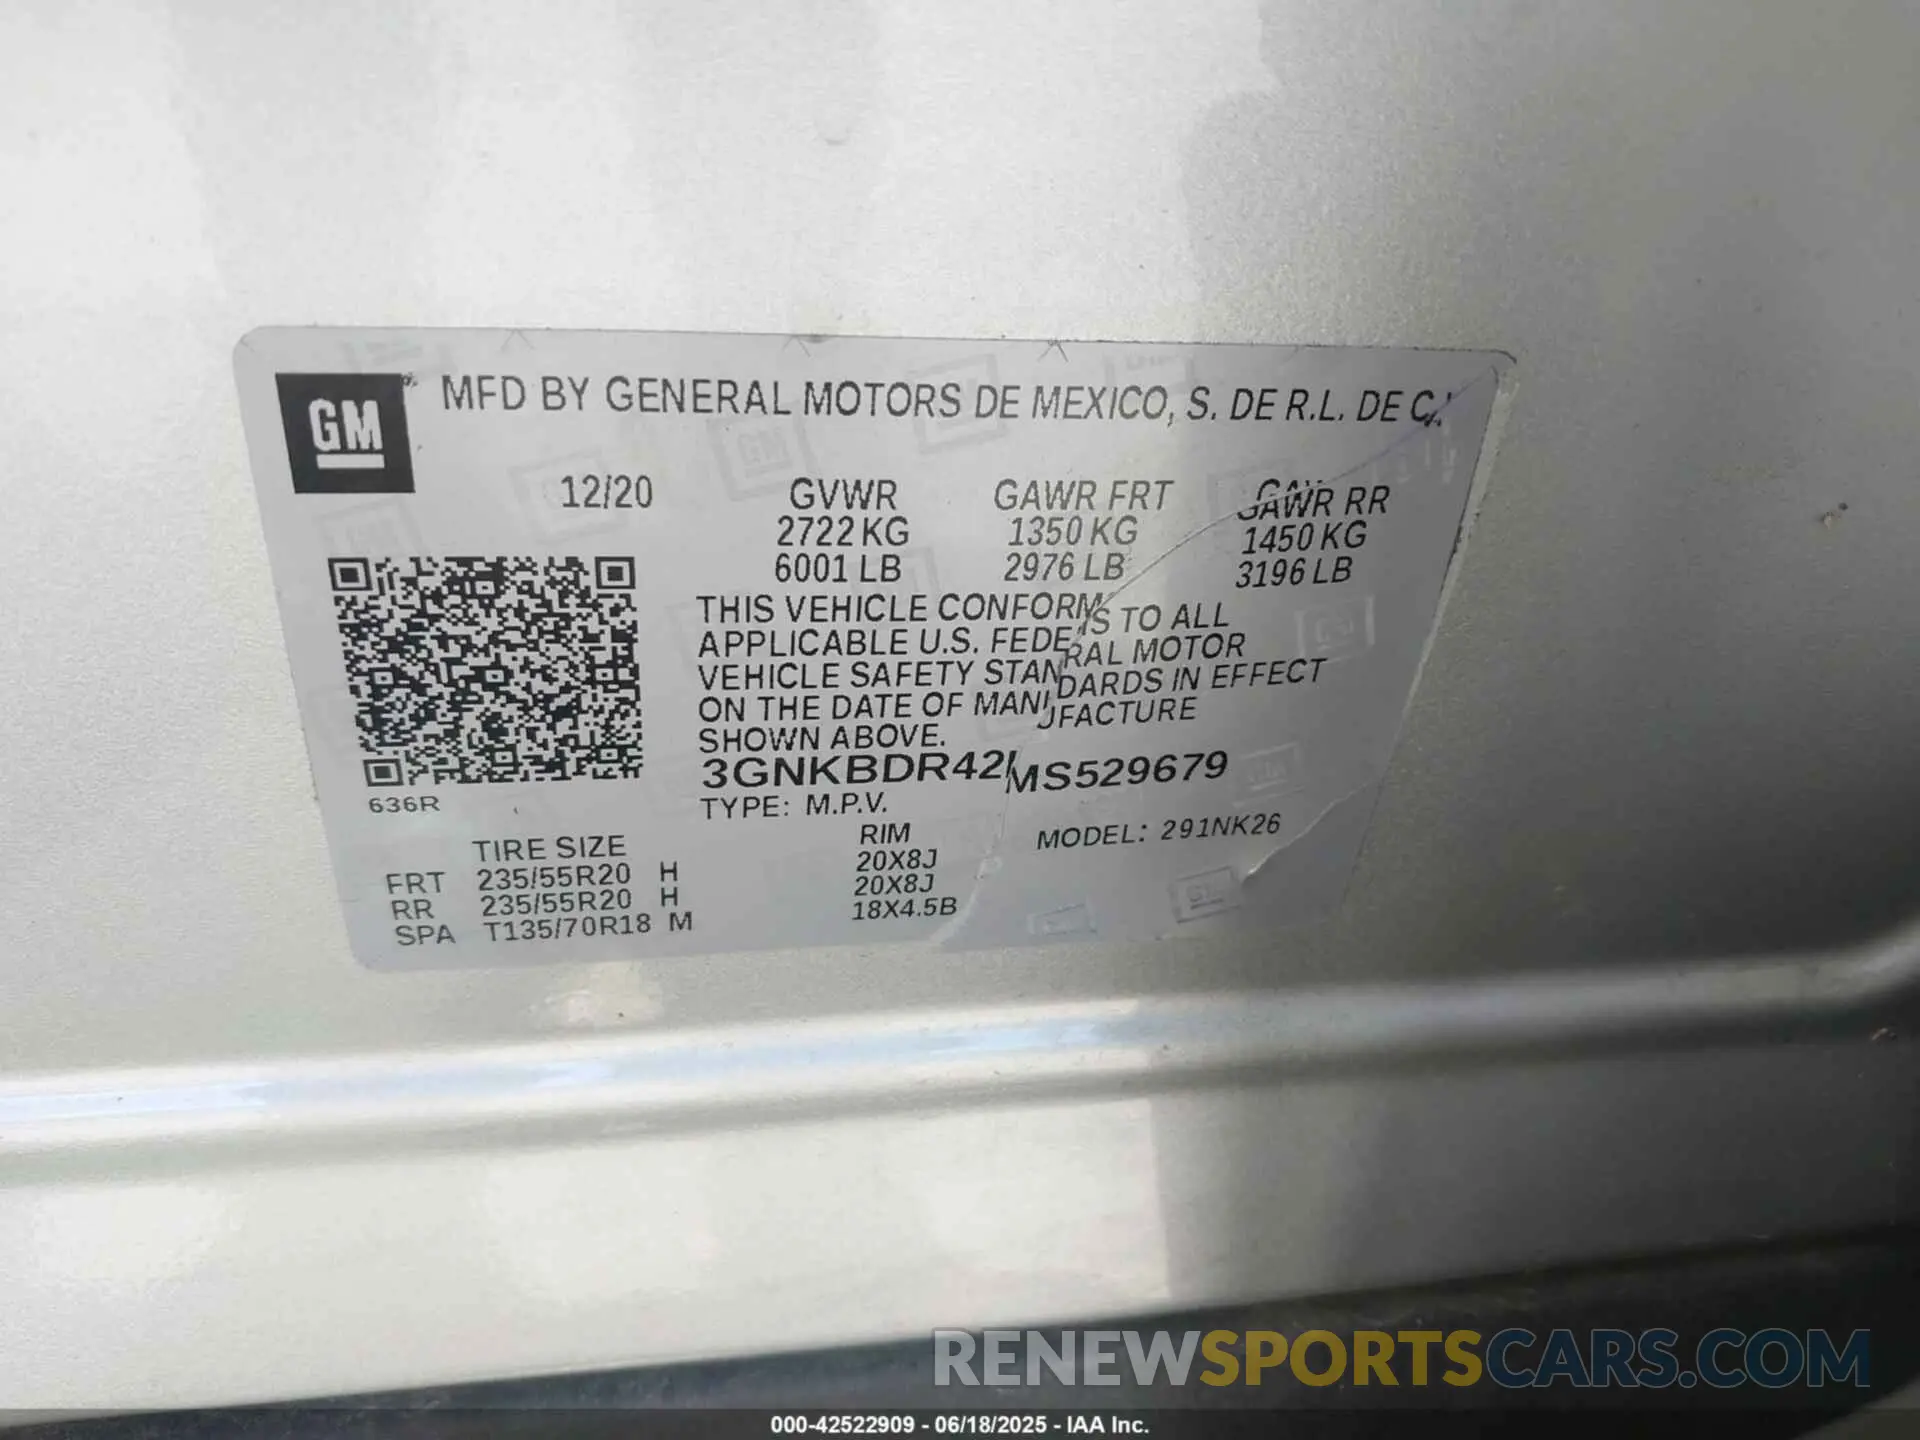 GM
MFD BY GENERAL MOTORS DE MEXICO, S. DE R.L. DE C.
12/20
GVWR GAWR FRT GAWR RR
2722 KG 1350 KG 1450 KG
6001 LB 2976 LB 3196 LB
THIS VEHICLE CONFORMS TO ALL
APPLICABLE U.S. FEDERAL MOTOR
VEHICLE SAFETY STANDARDS IN EFFECT
ON THE DATE OF MANUFACTURE
SHOWN ABOVE.
3GNKBDR42MS529679
636R
TYPE: M.P.V. MODEL: 291NK26
TIRE SIZE RIM
FRT 235/55R20 H 20X8J
RR 235/55R20 H 20X8J
SPA T135/70R18 M 18X4.5B
RENEWSPORTSCARS.COM
000-42522909 - 06/18/2025 - IAA Inc.